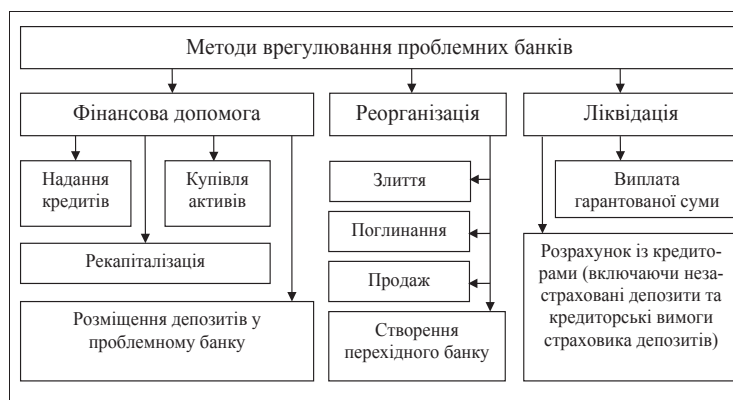 Методи врегулювання проблемних банків
Фінансова допомога
Надання
кредитів
Купівля
активів
Рекапіталізація
Розміщення депозитів у
проблемному банку
Реорганізація
Злиття
Поглинання
Продаж
Створення
перехідного банку
Ліквідація
Виплата
гарантованої суми
Розрахунок із кредито-
рами (включаючи неза-
страховані депозити та
кредиторські вимоги
страховика депозитів)